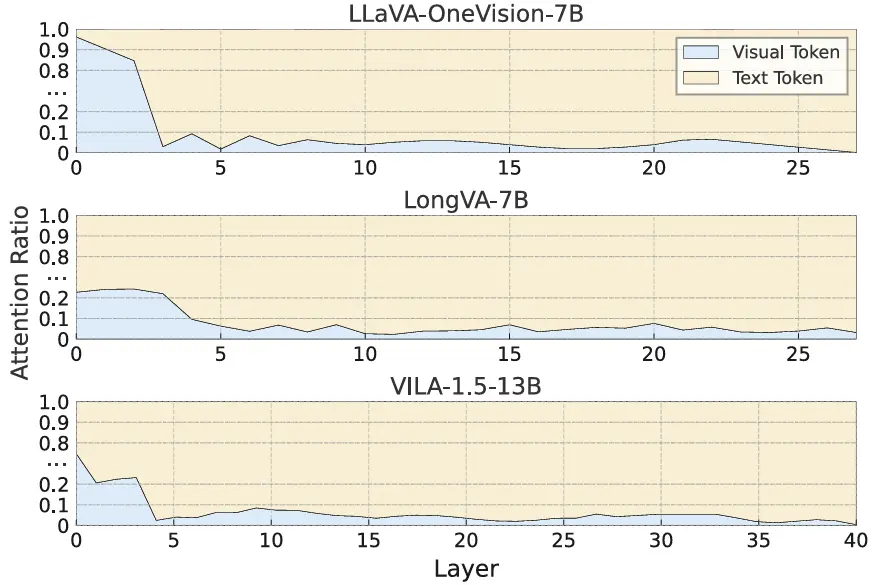 LLaVA-OneVision-7B
1.0
0.9
0.8
...
0.2
0.1
0
Visual Token
Text Token
0 5 10 15 20 25
LongVA-7B
1.0
0.9
0.8
...
0.2
0.1
0
0 5 10 15 20 25
Attention Ratio
VILA-1.5-13B
1.0
0.9
0.8
...
0.2
0.1
0
0 5 10 15 20 25 30 35 40
Layer